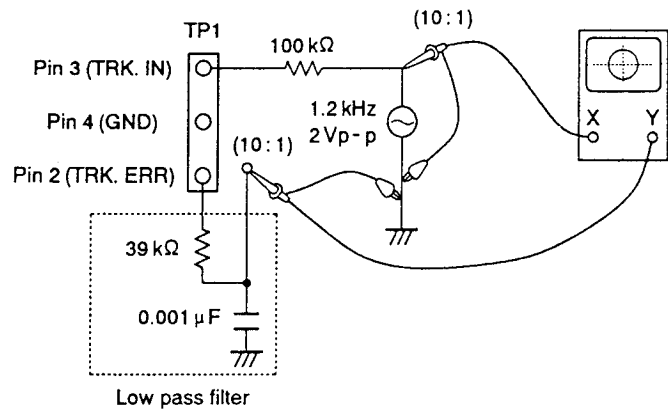 TP1
(10 : 1)
100 kΩ
Pin 3 (TRK. IN)
1.2 kHz
2 Vp - p
X
Y
Pin 4 (GND)
(10 : 1)
Pin 2 (TRK. ERR)
39 kΩ
0.001 μF
Low pass filter